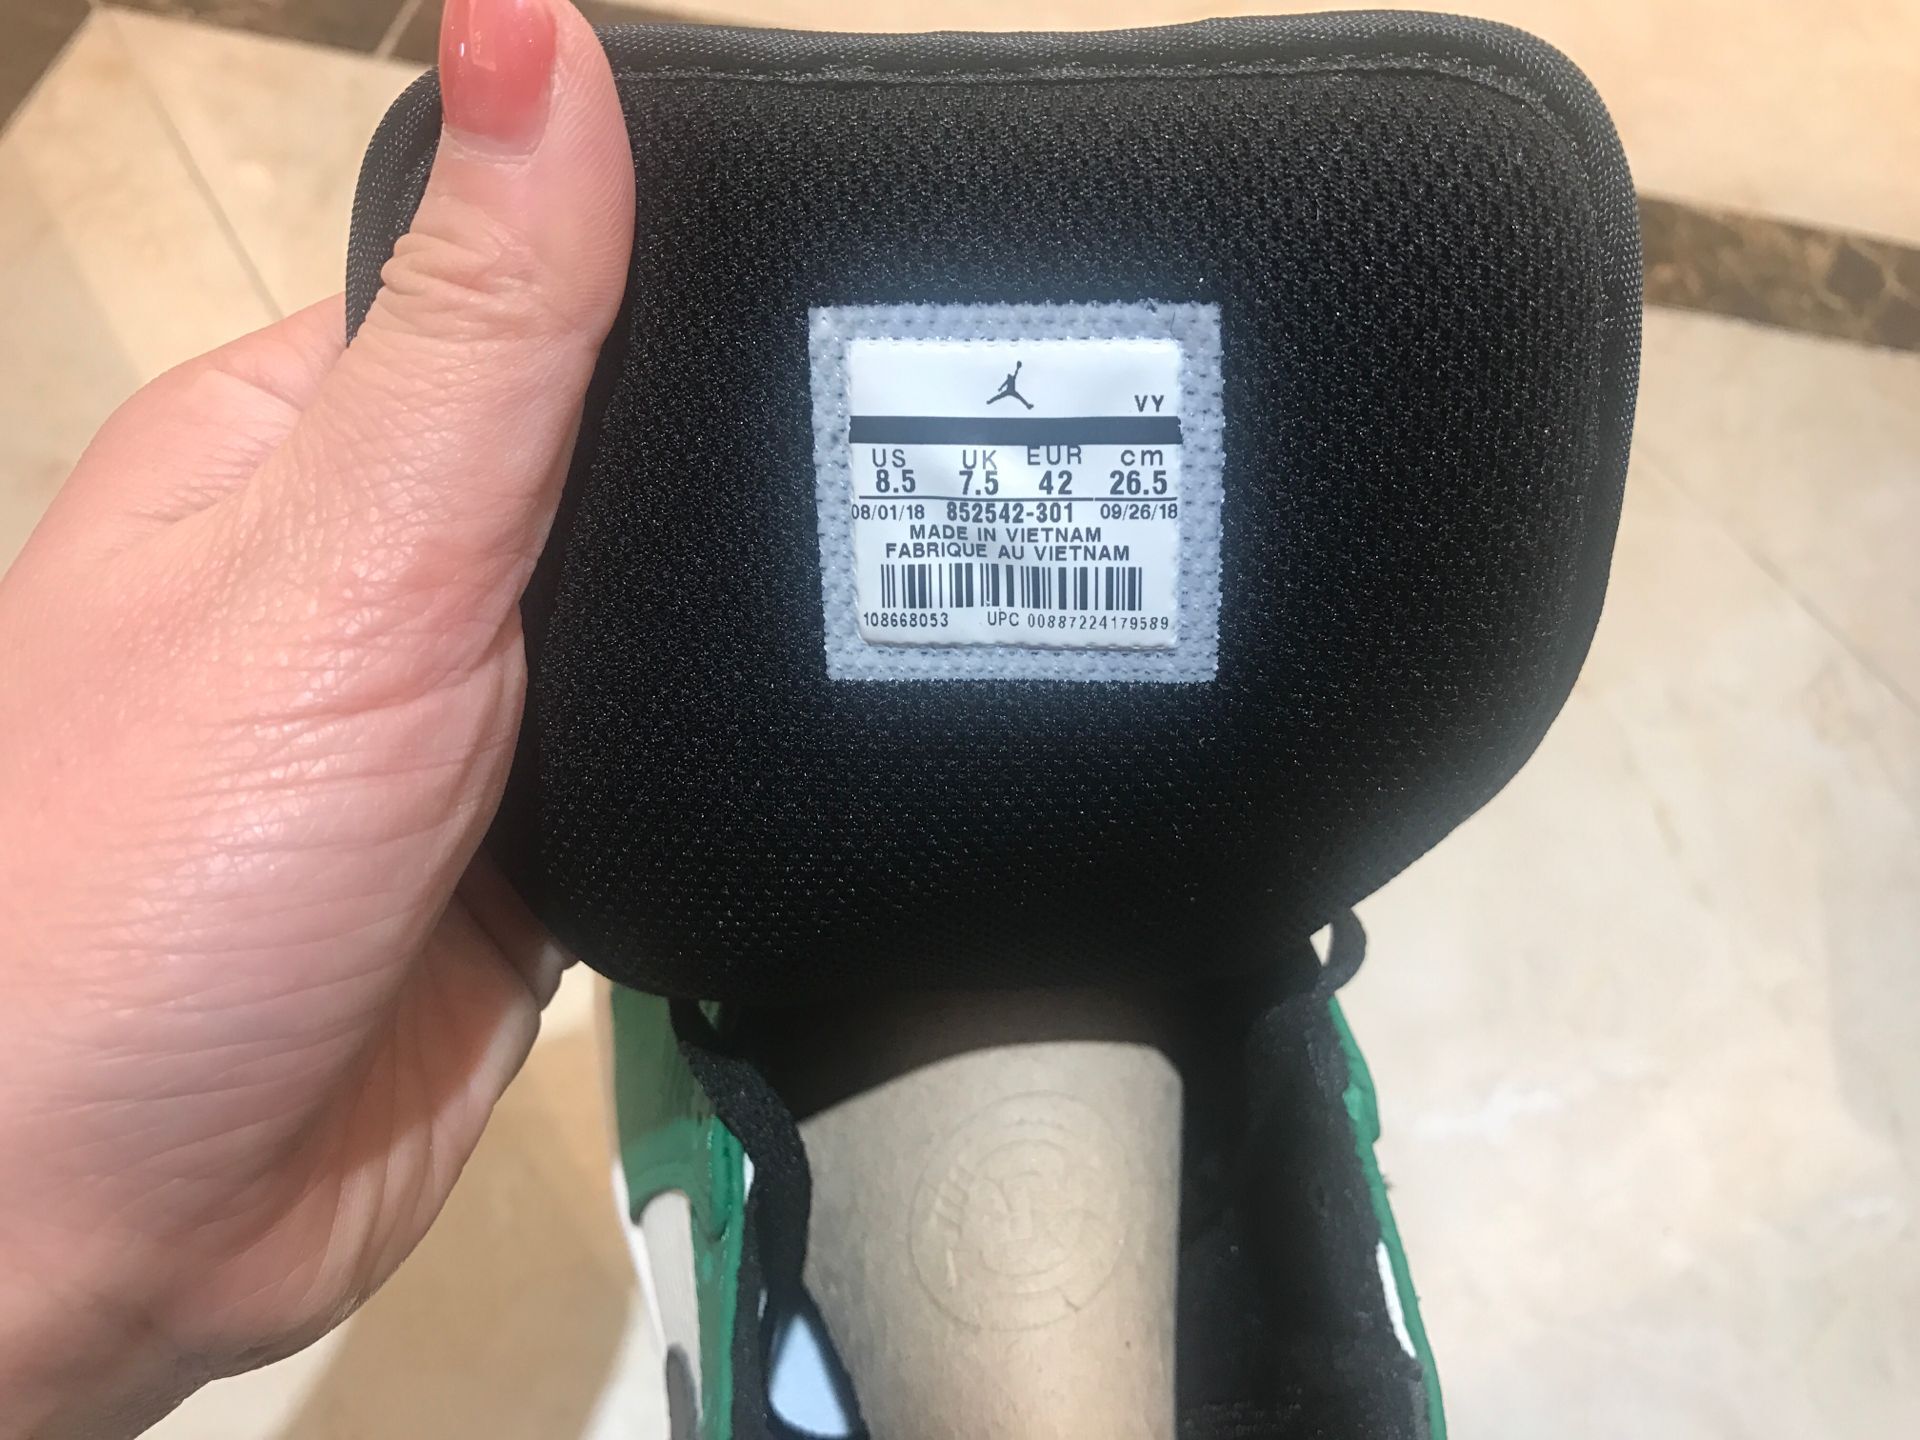 VY
US UK EUR cm
8.5 7.5 42 26.5
08/01/18 852542-301 09/26/18
MADE IN VIETNAM
FABRIQUE AU VIETNAM
108668053 UPC 00887224179589